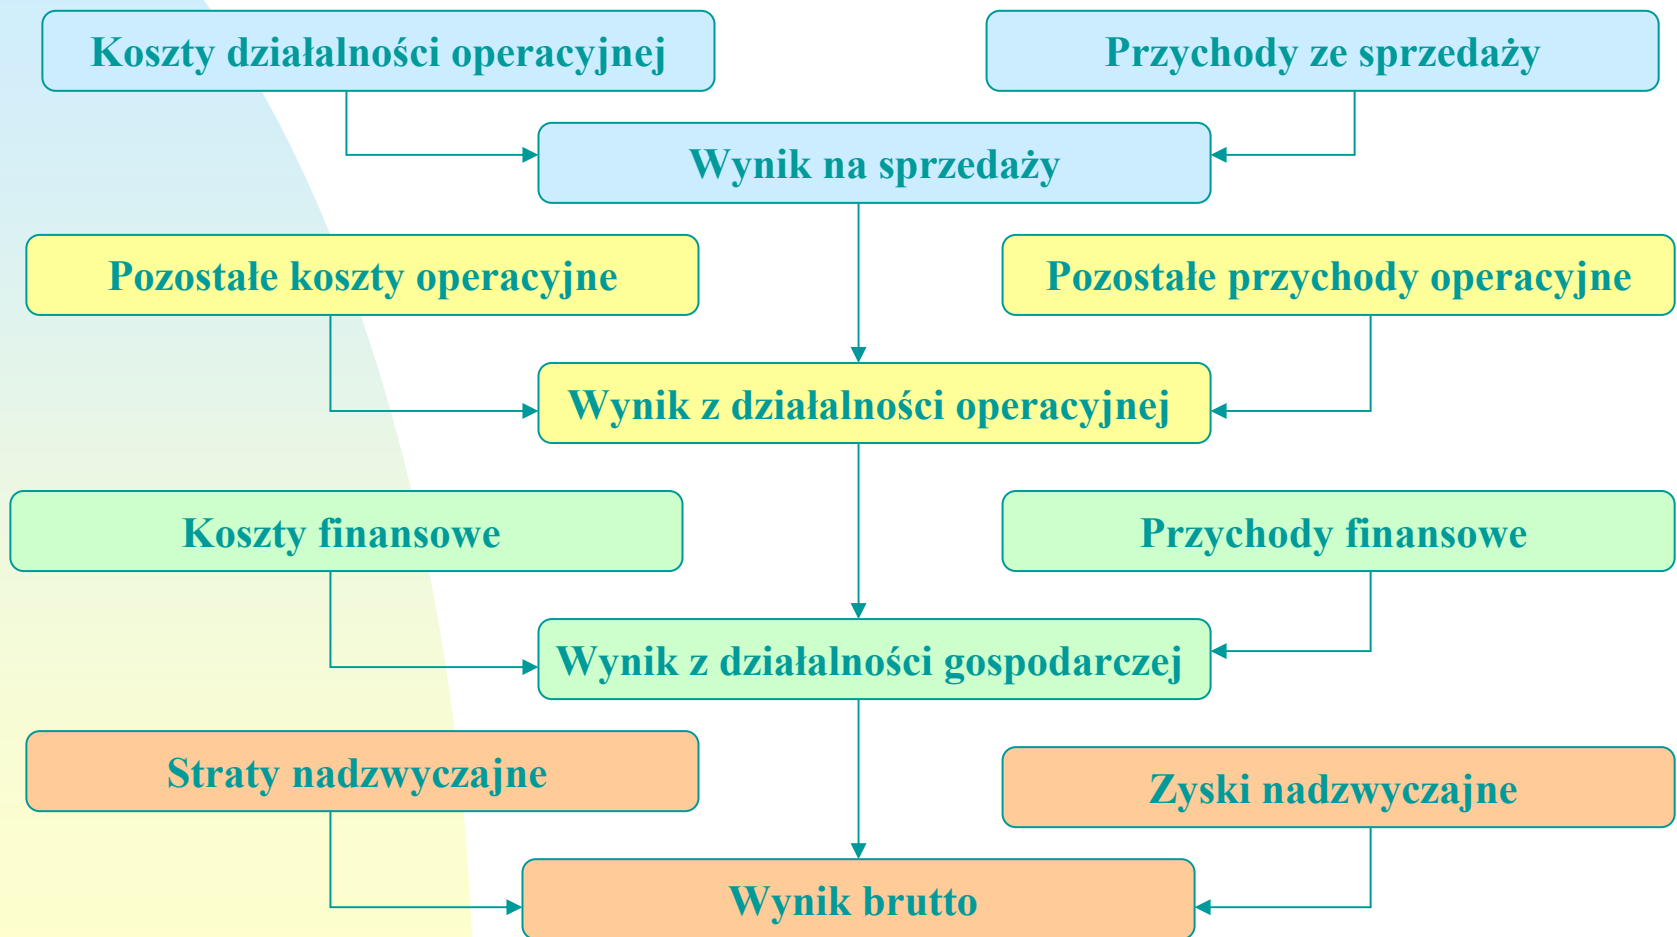 Koszty działalności operacyjnej
Przychody ze sprzedaży
Wynik na sprzedaży
Pozostałe koszty operacyjne
Pozostałe przychody operacyjne
Wynik z działalności operacyjnej
Koszty finansowe
Przychody finansowe
Wynik z działalności gospodarczej
Straty nadzwyczajne
Zyski nadzwyczajne
Wynik brutto